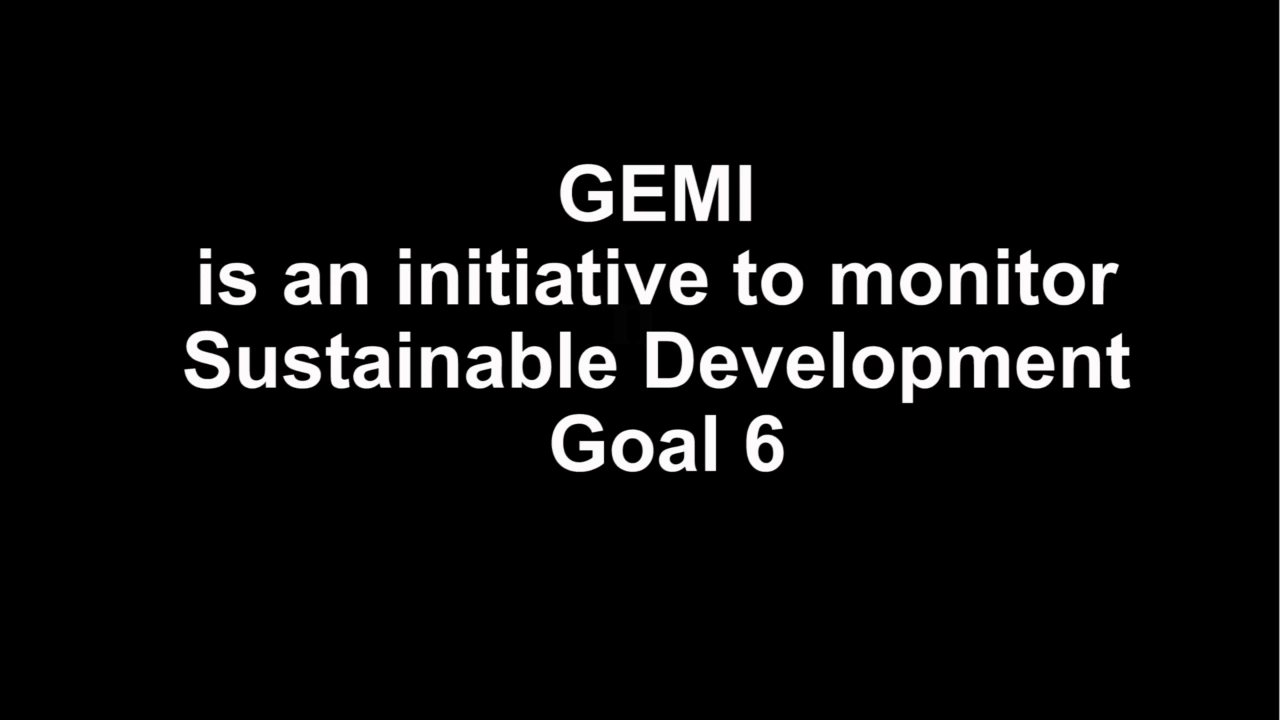 GEMI
is an initiative to monitor
Sustainable Development
Goal 6